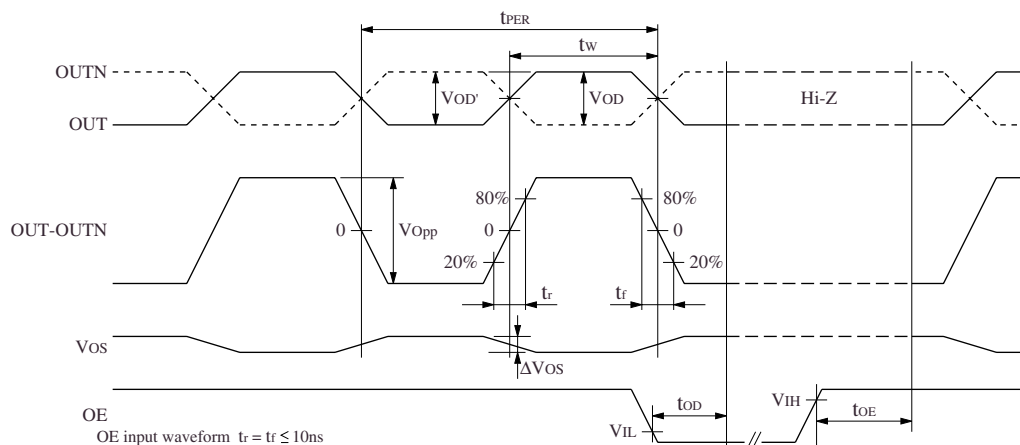 tPER
tW
OUTN
VOD'
VOD
Hi-Z
OUT
80%
80%
OUT-OUTN
0
VOpp
0
0
20%
20%
tr
tf
VOS
ΔVOS
OE
VIL
tOD
VIH
tOE
OE input waveform tr = tf ≤ 10ns